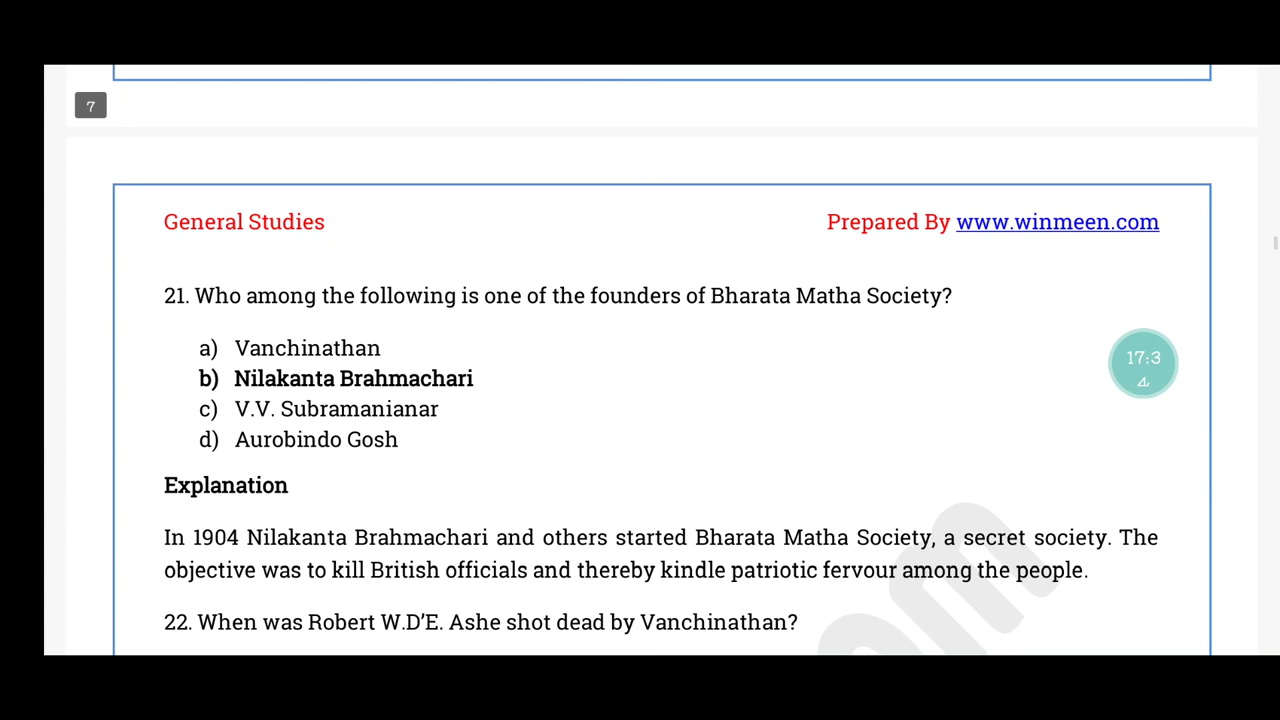 7
General Studies Prepared By www.winmeen.com
21. Who among the following is one of the founders of Bharata Matha Society?
a) Vanchinathan
b) Nilakanta Brahmachari
17:3
c) V.V. Subramanianar
d) Aurobindo Gosh
Explanation
In 1904 Nilakanta Brahmachari and others started Bharata Matha Society, a secret society. The
objective was to kill British officials and thereby kindle patriotic fervour among the people.
22. When was Robert W.D’E. Ashe shot dead by Vanchinathan?